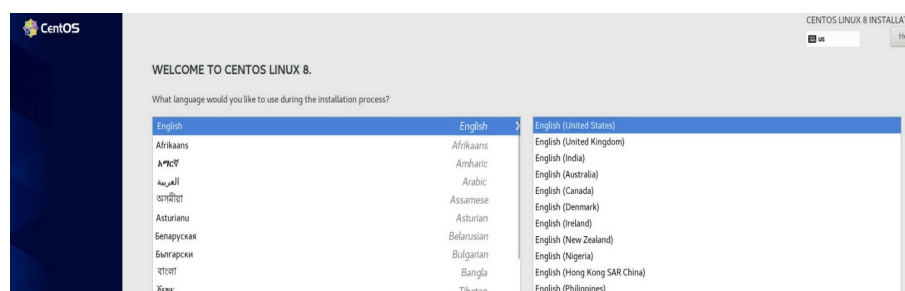 CentOS
CENTOS LINUX 8 INSTALLA
us
WELCOME TO CENTOS LINUX 8.
What language would you like to use during the installation process?
English English
Afrikaans Afrikaans
አማርኛ Amharic
العربية Arabic
অসমীয়া Assamese
Asturianu Asturian
Беларуская Belarusian
Български Bulgarian
বাংলা Bangla
Tibetan
English (United States)
English (United Kingdom)
English (India)
English (Australia)
English (Canada)
English (Denmark)
English (Ireland)
English (New Zealand)
English (Nigeria)
English (Hong Kong SAR China)
English (Philippines)